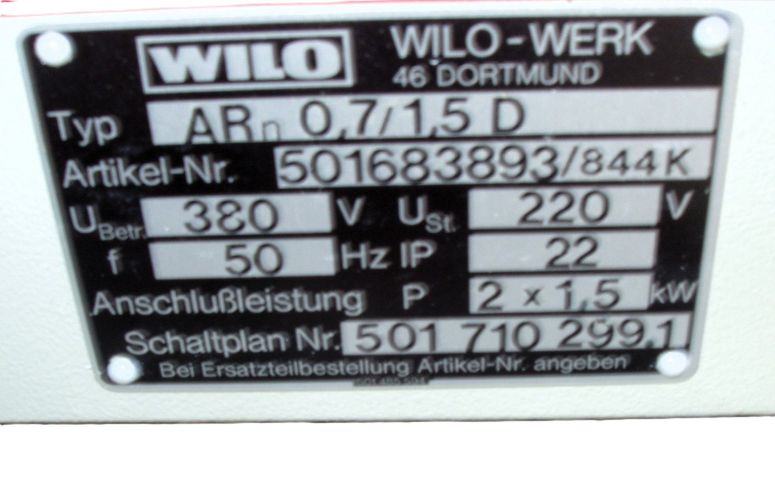 WILO WILO-WERK
46 DORTMUND
Typ ARn 0,7/1,5 D
Artikel-Nr. 501683893/844K
UBetr. 380 V USt. 220 V
f 50 Hz IP 22
Anschlußleistung P 2 x 1,5 kW
Schaltplan Nr. 501 710 299.1
Bei Ersatzteilbestellung Artikel-Nr. angeben